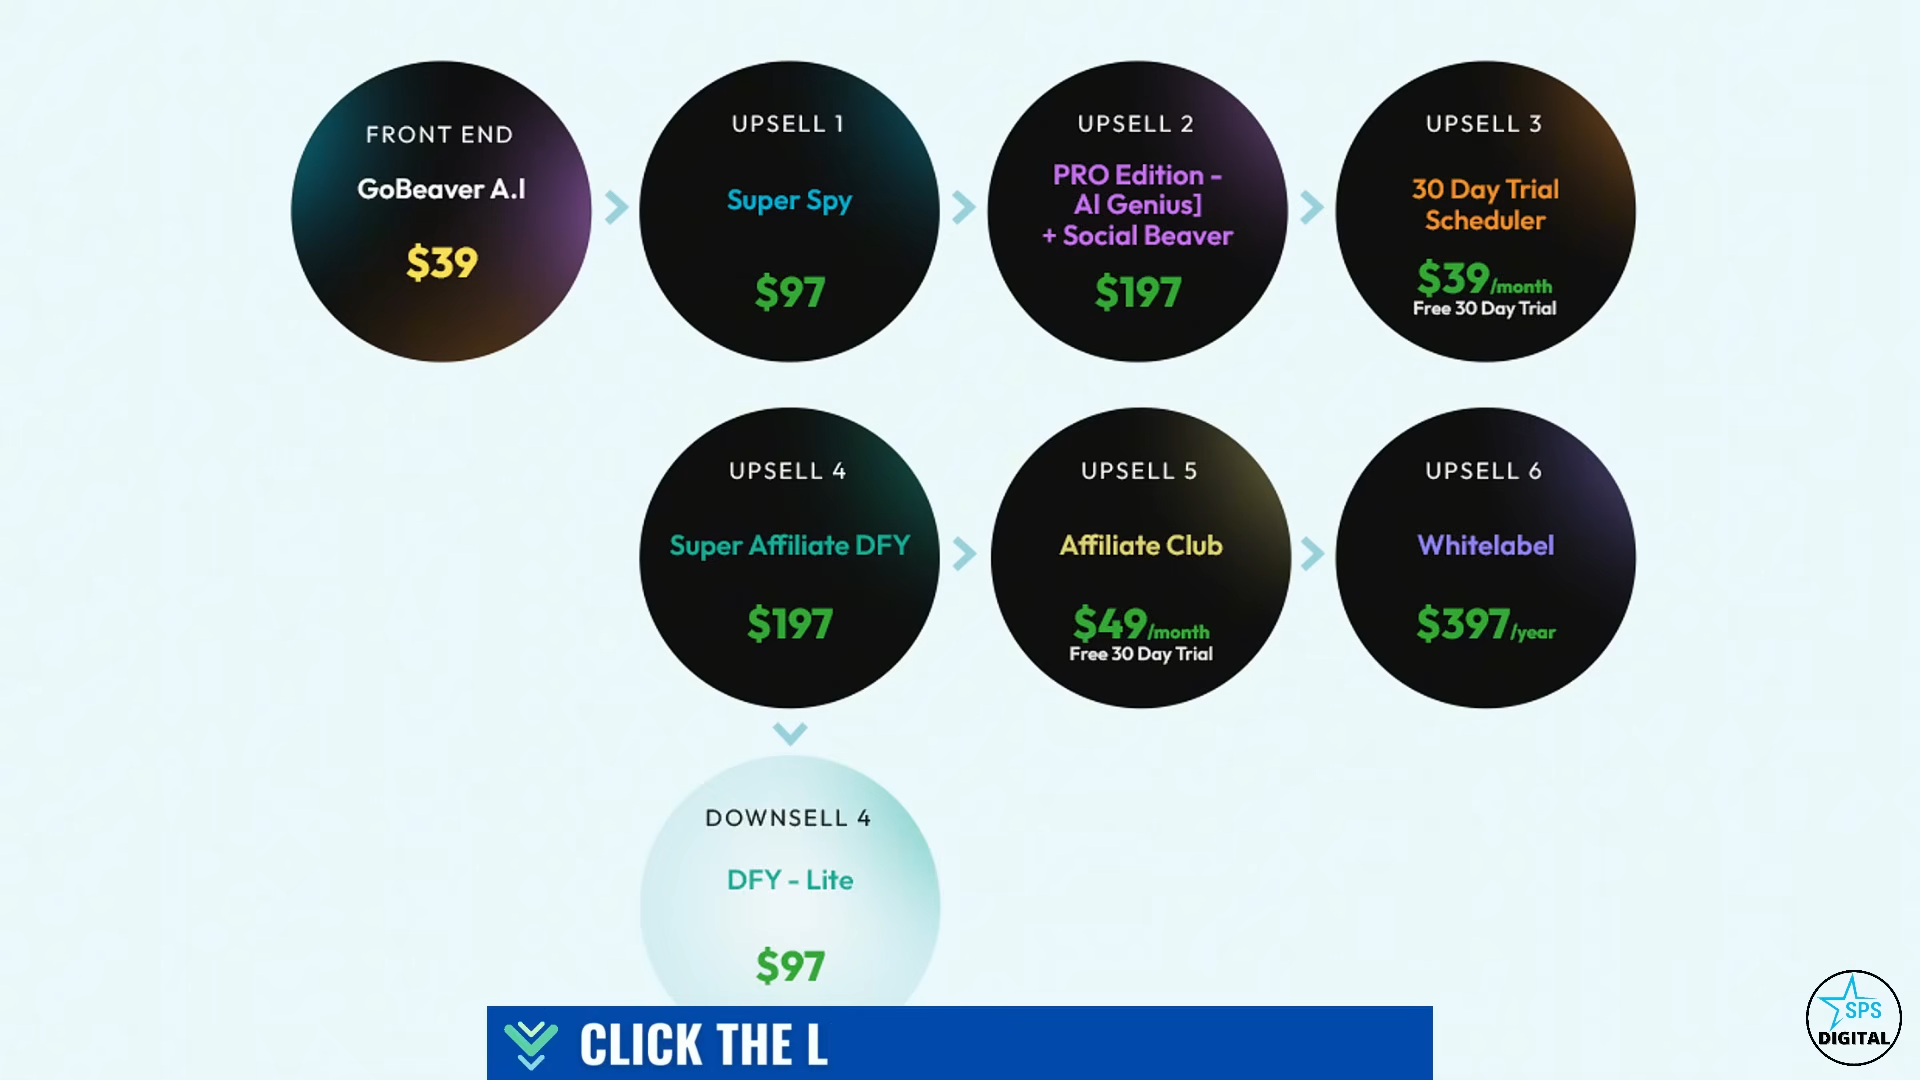 FRONT END
GoBeaver A.I
$39
UPSELL 1
Super Spy
$97
UPSELL 2
PRO Edition -
AI Genius]
+ Social Beaver
$197
UPSELL 3
30 Day Trial
Scheduler
$39/month
Free 30 Day Trial
UPSELL 4
Super Affiliate DFY
$197
UPSELL 5
Affiliate Club
$49/month
Free 30 Day Trial
UPSELL 6
Whitelabel
$397/year
DOWNSELL 4
DFY - Lite
$97
CLICK THE L
SPS
DIGITAL